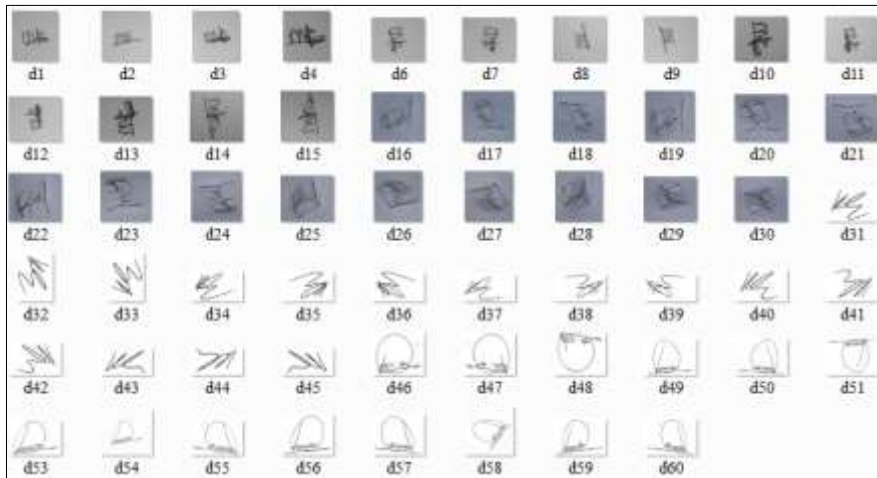 d1 d2 d3 d4 d6 d7 d8 d9 d10 d11
d12 d13 d14 d15 d16 d17 d18 d19 d20 d21
d22 d23 d24 d25 d26 d27 d28 d29 d30 d31
d32 d33 d34 d35 d36 d37 d38 d39 d40 d41
d42 d43 d44 d45 d46 d47 d48 d49 d50 d51
d53 d54 d55 d56 d57 d58 d59 d60